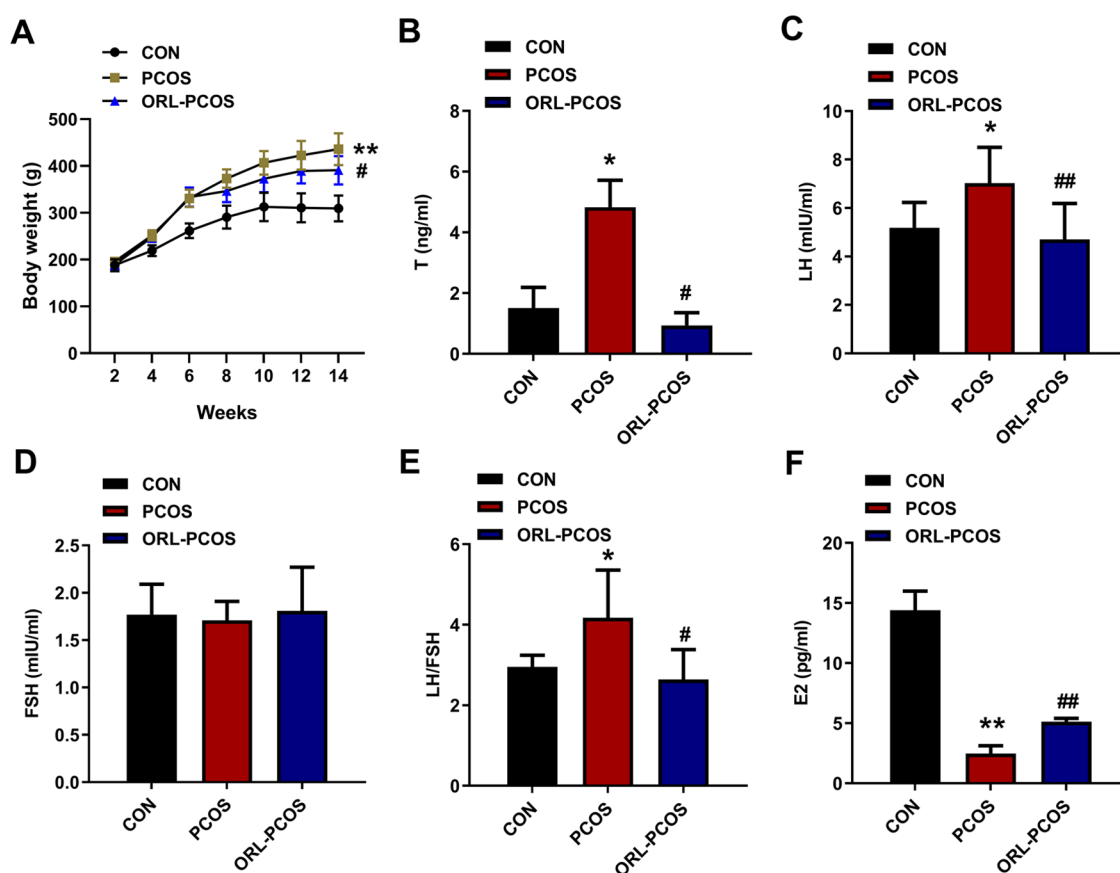 A
CON
PCOS
ORL-PCOS
Body weight (g)
500
400
300
200
100
0
**
#
2 4 6 8 10 12 14
Weeks
B
CON
PCOS
ORL-PCOS
T (ng/ml)
8
6
4
2
0
*
#
CON
PCOS
ORL-PCOS
C
CON
PCOS
ORL-PCOS
LH (mIU/ml)
10
8
6
4
2
0
*
##
CON
PCOS
ORL-PCOS
D
CON
PCOS
ORL-PCOS
FSH (mIU/ml)
2.5
2.0
1.5
1.0
0.5
0.0
CON
PCOS
ORL-PCOS
E
CON
PCOS
ORL-PCOS
LH/FSH
6
4
2
0
*
#
CON
PCOS
ORL-PCOS
F
CON
PCOS
ORL-PCOS
E2 (pg/ml)
20
15
10
5
0
**
##
CON
PCOS
ORL-PCOS